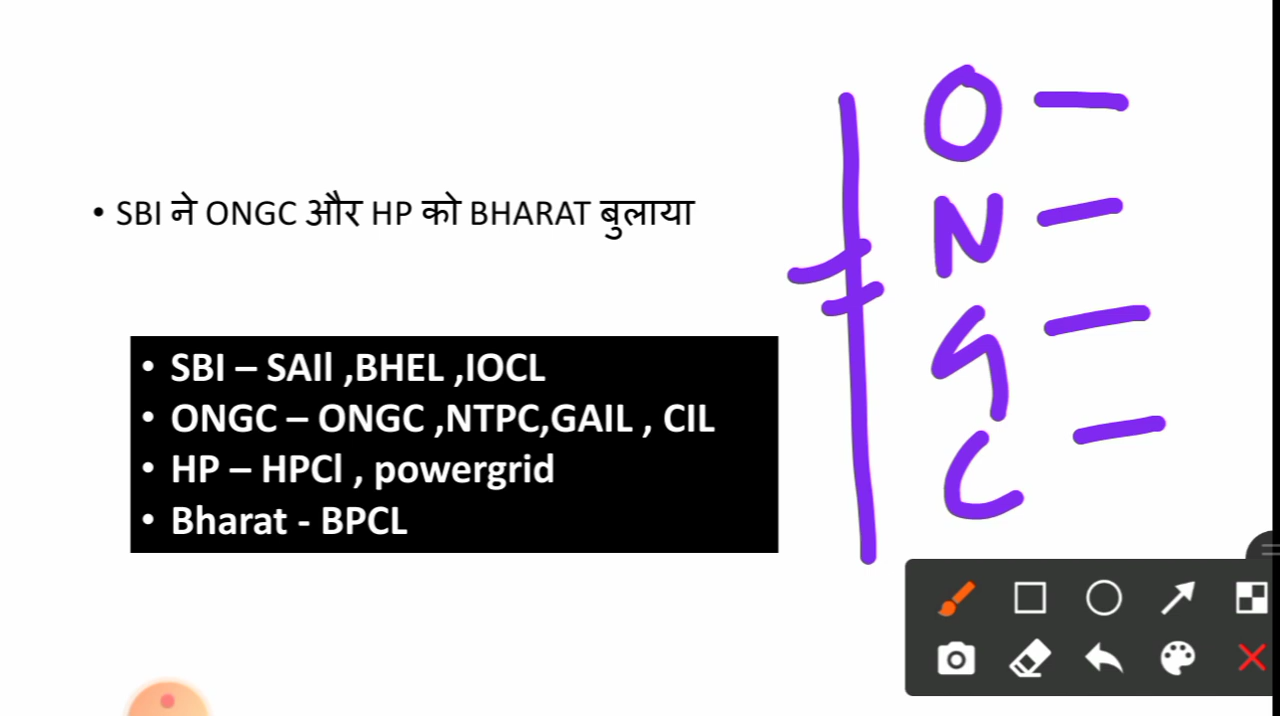 • SBI ने ONGC और HP को BHARAT बुलाया
• SBI – SAIl ,BHEL ,IOCL
• ONGC – ONGC ,NTPC,GAIL , CIL
• HP – HPCl , powergrid
• Bharat - BPCL
O —
N —
G —
C —